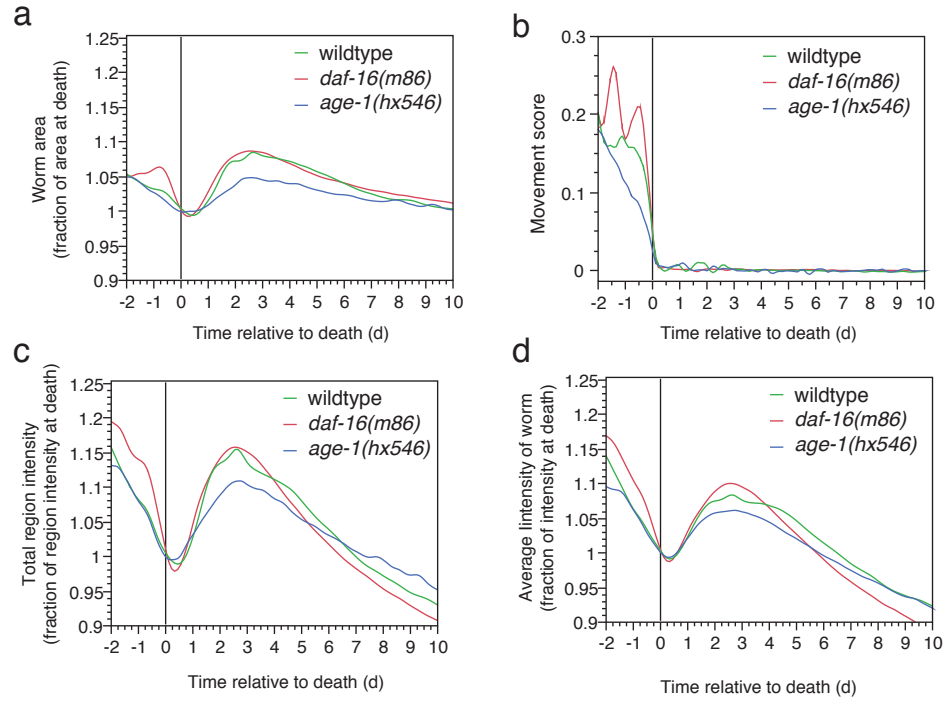 a
1.25
1.2
1.15
1.1
1.05
1
0.95
0.9
-2 -1 0 1 2 3 4 5 6 7 8 9 10
Worm area
(fraction of area at death)
Time relative to death (d)
wildtype
daf-16(m86)
age-1(hx546)
b
0.3
0.2
0.1
0
-2 -1 0 1 2 3 4 5 6 7 8 9 10
Movement score
Time relative to death (d)
wildtype
daf-16(m86)
age-1(hx546)
c
1.25
1.2
1.15
1.1
1.05
1
0.95
0.9
-2 -1 0 1 2 3 4 5 6 7 8 9 10
Total region intensity
(fraction of region intensity at death)
Time relative to death (d)
wildtype
daf-16(m86)
age-1(hx546)
d
1.25
1.2
1.15
1.1
1.05
1
0.95
0.9
-2 -1 0 1 2 3 4 5 6 7 8 9 10
Average Iintensity of worm
(fraction of intensity at death)
Time relative to death (d)
wildtype
daf-16(m86)
age-1(hx546)